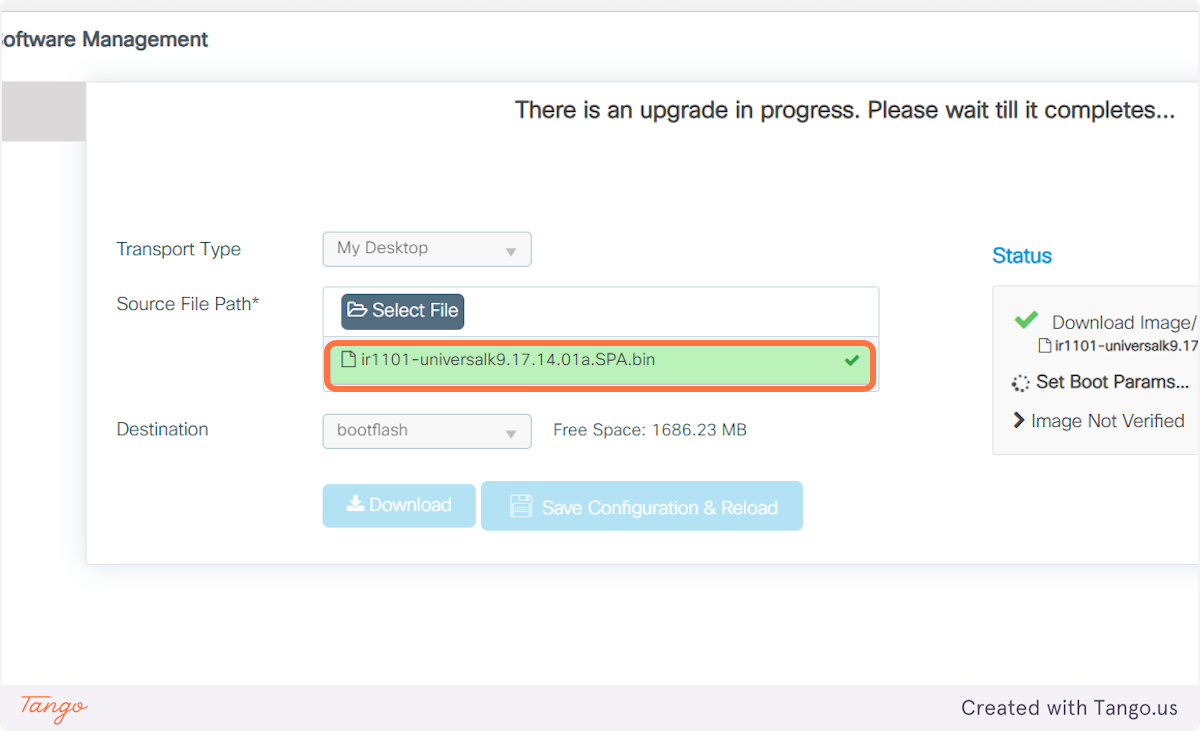 oftware Management
There is an upgrade in progress. Please wait till it completes...
Transport Type
My Desktop
Source File Path*
Select File
ir1101-universalk9.17.14.01a.SPA.bin
Destination
bootflash
Free Space: 1686.23 MB
Download
Save Configuration & Reload
Status
Download Image/
ir1101-universalk9.17
Set Boot Params...
Image Not Verified
Tango
Created with Tango.us